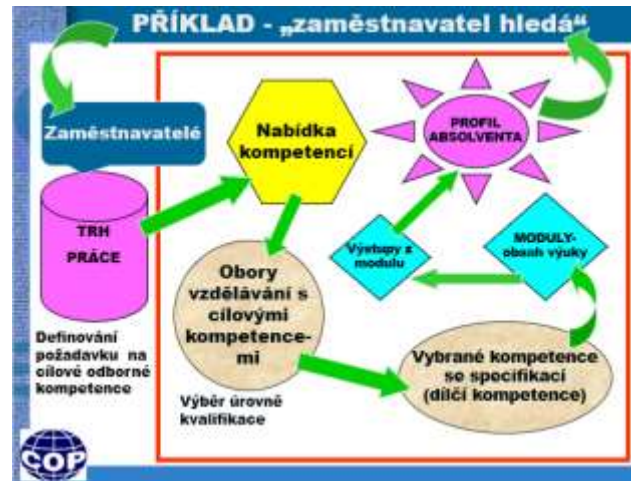 PŘÍKLAD - „zaměstnavatel hledá“
Zaměstnavatelé
TRH
PRÁCE
Definování
požadavku na
cílové odborné
kompetence
Nabídka
kompetencí
Obory
vzdělávání s
cílovými
kompetence-
mi
Výběr úrovně
kvalifikace
Vybrané kompetence
se specifikací
(dílčí kompetence)
MODULY-
obsah výuky
Výstupy z
modulu
PROFIL
ABSOLVENTA
COP